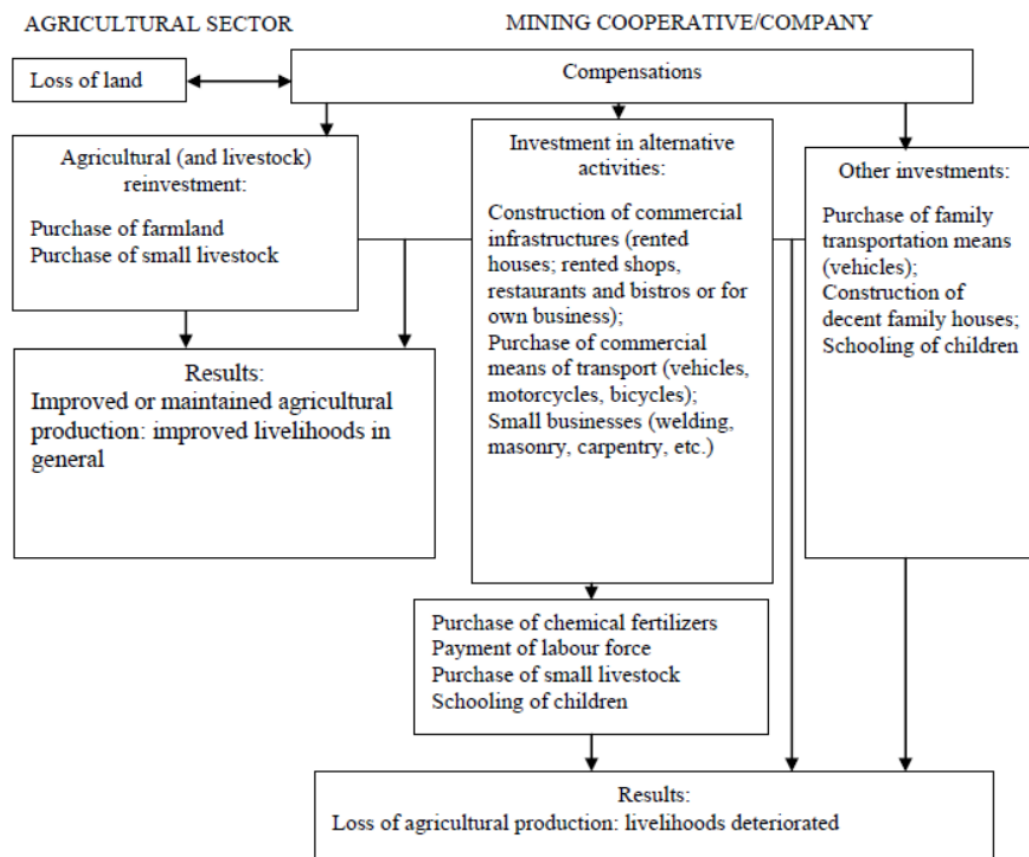 AGRICULTURAL SECTOR
MINING COOPERATIVE/COMPANY
Loss of land
Compensations
Agricultural (and livestock)
reinvestment:
Purchase of farmland
Purchase of small livestock
Investment in alternative
activities:
Construction of commercial
infrastructures (rented
houses; rented shops,
restaurants and bistros or for
own business);
Purchase of commercial
means of transport (vehicles,
motorcycles, bicycles);
Small businesses (welding,
masonry, carpentry, etc.)
Other investments:
Purchase of family
transportation means
(vehicles);
Construction of
decent family houses;
Schooling of children
Results:
Improved or maintained agricultural
production: improved livelihoods in
general
Purchase of chemical fertilizers
Payment of labour force
Purchase of small livestock
Schooling of children
Results:
Loss of agricultural production: livelihoods deteriorated